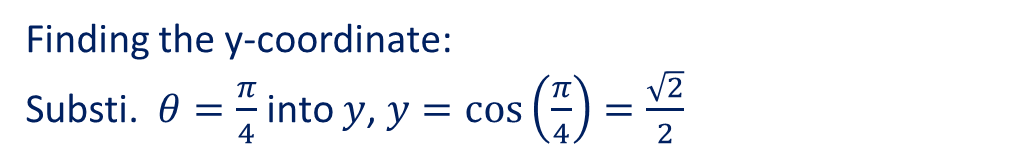 Finding the y-coordinate:
Substi. θ = π/4 into y, y = cos(π/4) = √2/2